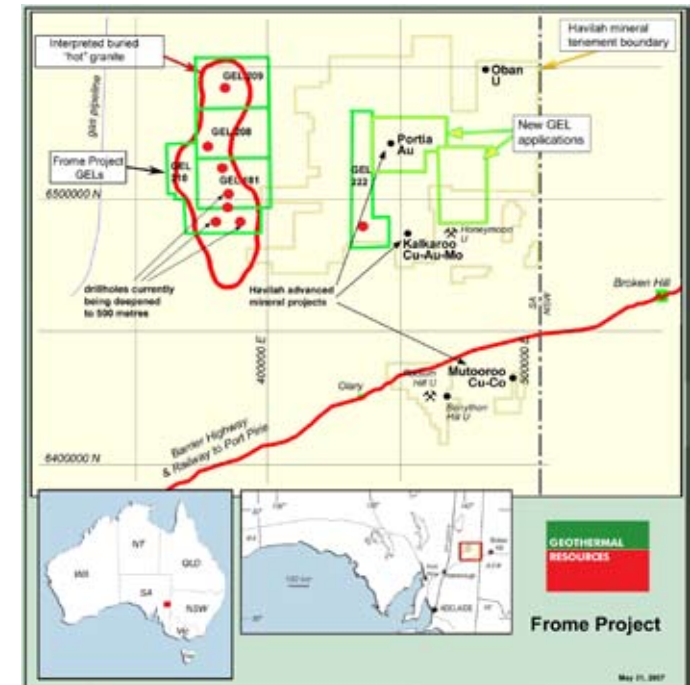 Interpreted buried
"hot" granite
Havilah mineral
tenement boundary
gas pipeline
GEL 209
Oban
U
GEL 208
Portia
Au
New GEL
applications
Frome Project
GELs
GEL
210
GEL 181
GEL
222
6500000 N
Honeymoon
U
Kalkaroo
Cu-Au-Mo
drillholes currently
being deepened
to 500 metres
Havilah advanced
mineral projects
Broken Hill
SA
NSW
400000 E
500000 E
Mutooroo
Cu-Co
Hill U
Olary
Hill U
Barrier Highway
& Railway to Port Pirie
6400000 N
NT
QLD
WA
SA
NSW
Vic
100 km
ADELAIDE
GEOTHERMAL
RESOURCES
Frome Project
May 31, 2007